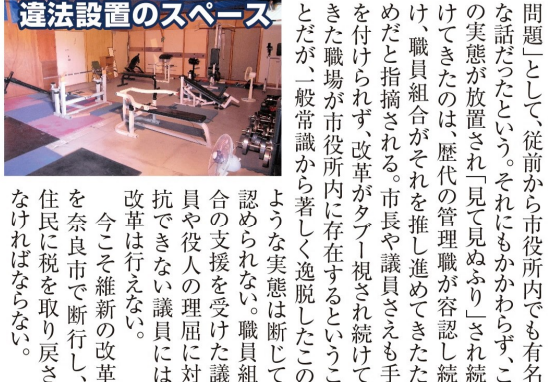 違法設置のスペース
問題」として、従前から市役所内でも有名
な話だったという。それにもかかわらず、こ
の実態が放置され「見て見ぬふり」され続
けてきたのは、歴代の管理職が容認し続
け、職員組合がそれを推し進めてきたた
めだと指摘される。市長や議員さえも手
を付けられず、改革がタブー視され続けて
きた職場が市役所内に存在するというこ
とだが、一般常識から著しく逸脱したこの
ような実態は断じて
認められない。職員組
合の支援を受けた議
員や役人の理屈に対
抗できない議員には
改革は行えない。
今こそ維新の改革
を奈良市で断行し、
住民に税を取り戻さ
なければならない。